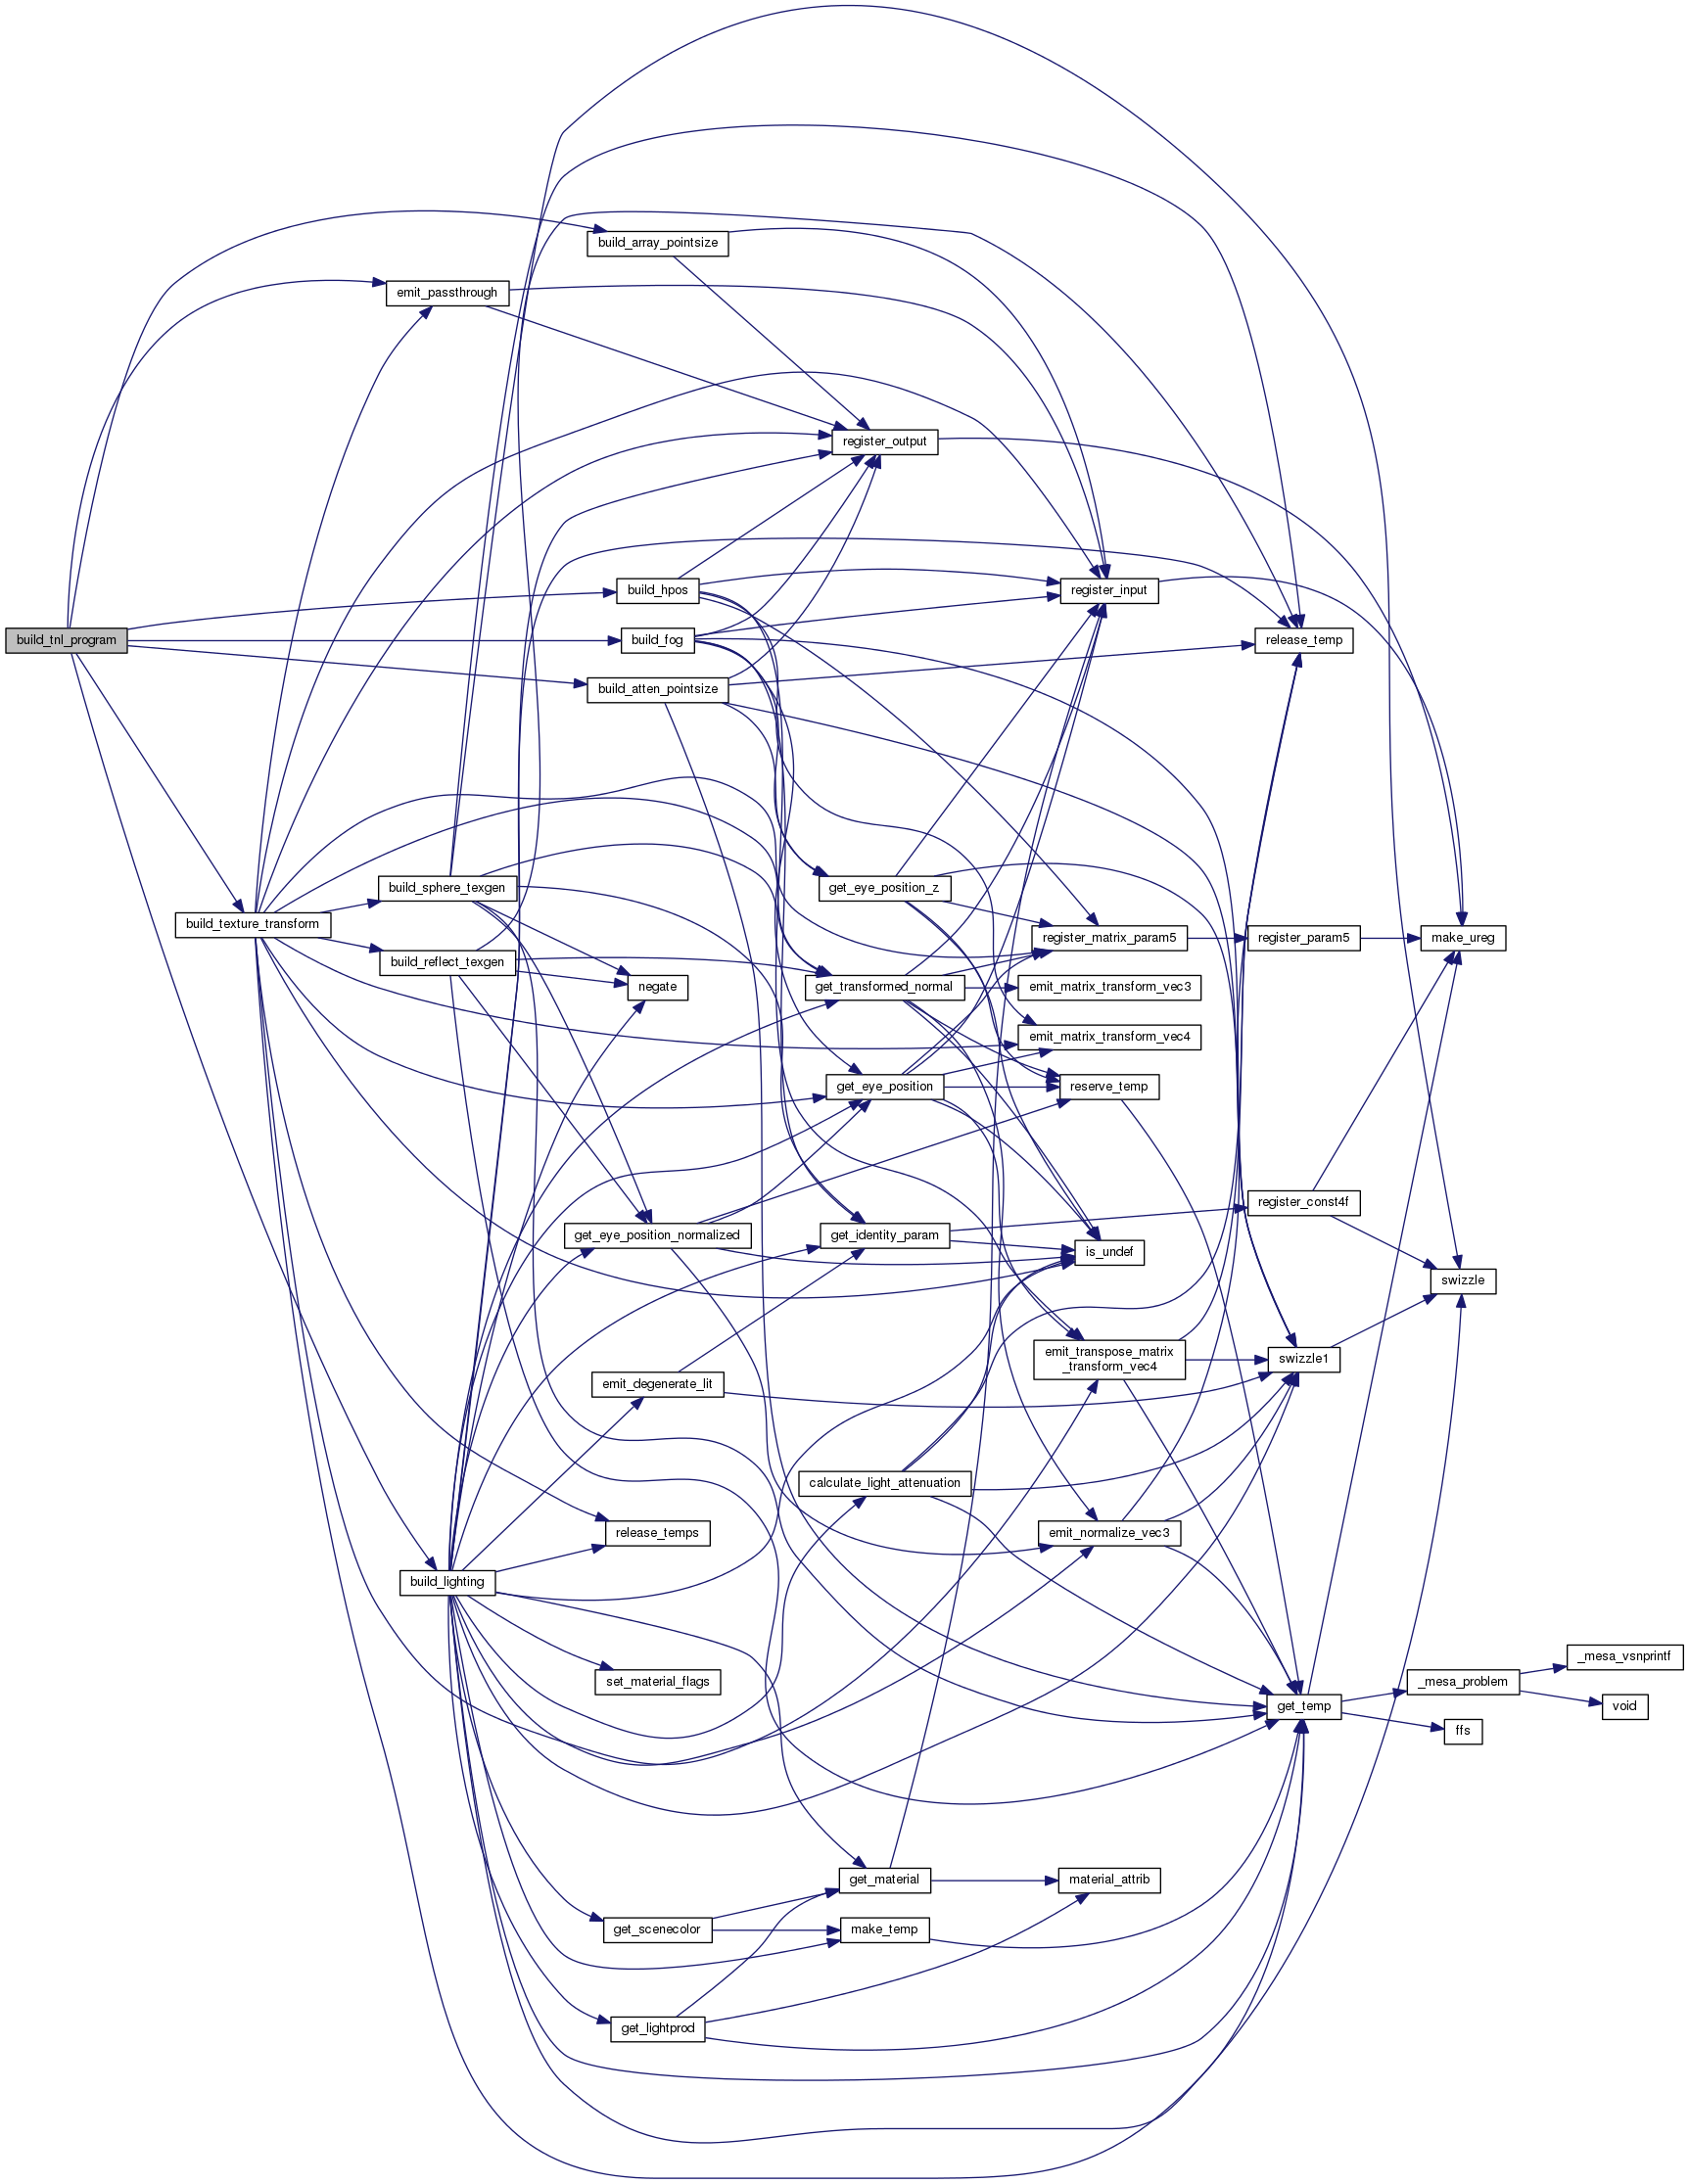 build_array_pointsize
emit_passthrough
register_output
build_hpos
register_input
build_tnl_program
build_fog
release_temp
build_atten_pointsize
build_sphere_texgen
get_eye_position_z
build_texture_transform
register_matrix_param5
register_param5
make_ureg
build_reflect_texgen
negate
get_transformed_normal
emit_matrix_transform_vec3
emit_matrix_transform_vec4
get_eye_position
reserve_temp
register_const4f
get_eye_position_normalized
get_identity_param
is_undef
swizzle
emit_transpose_matrix
_transform_vec4
swizzle1
emit_degenerate_lit
calculate_light_attenuation
release_temps
emit_normalize_vec3
build_lighting
_mesa_vsnprintf
set_material_flags
_mesa_problem
get_temp
void
ffs
get_material
material_attrib
get_scenecolor
make_temp
get_lightprod